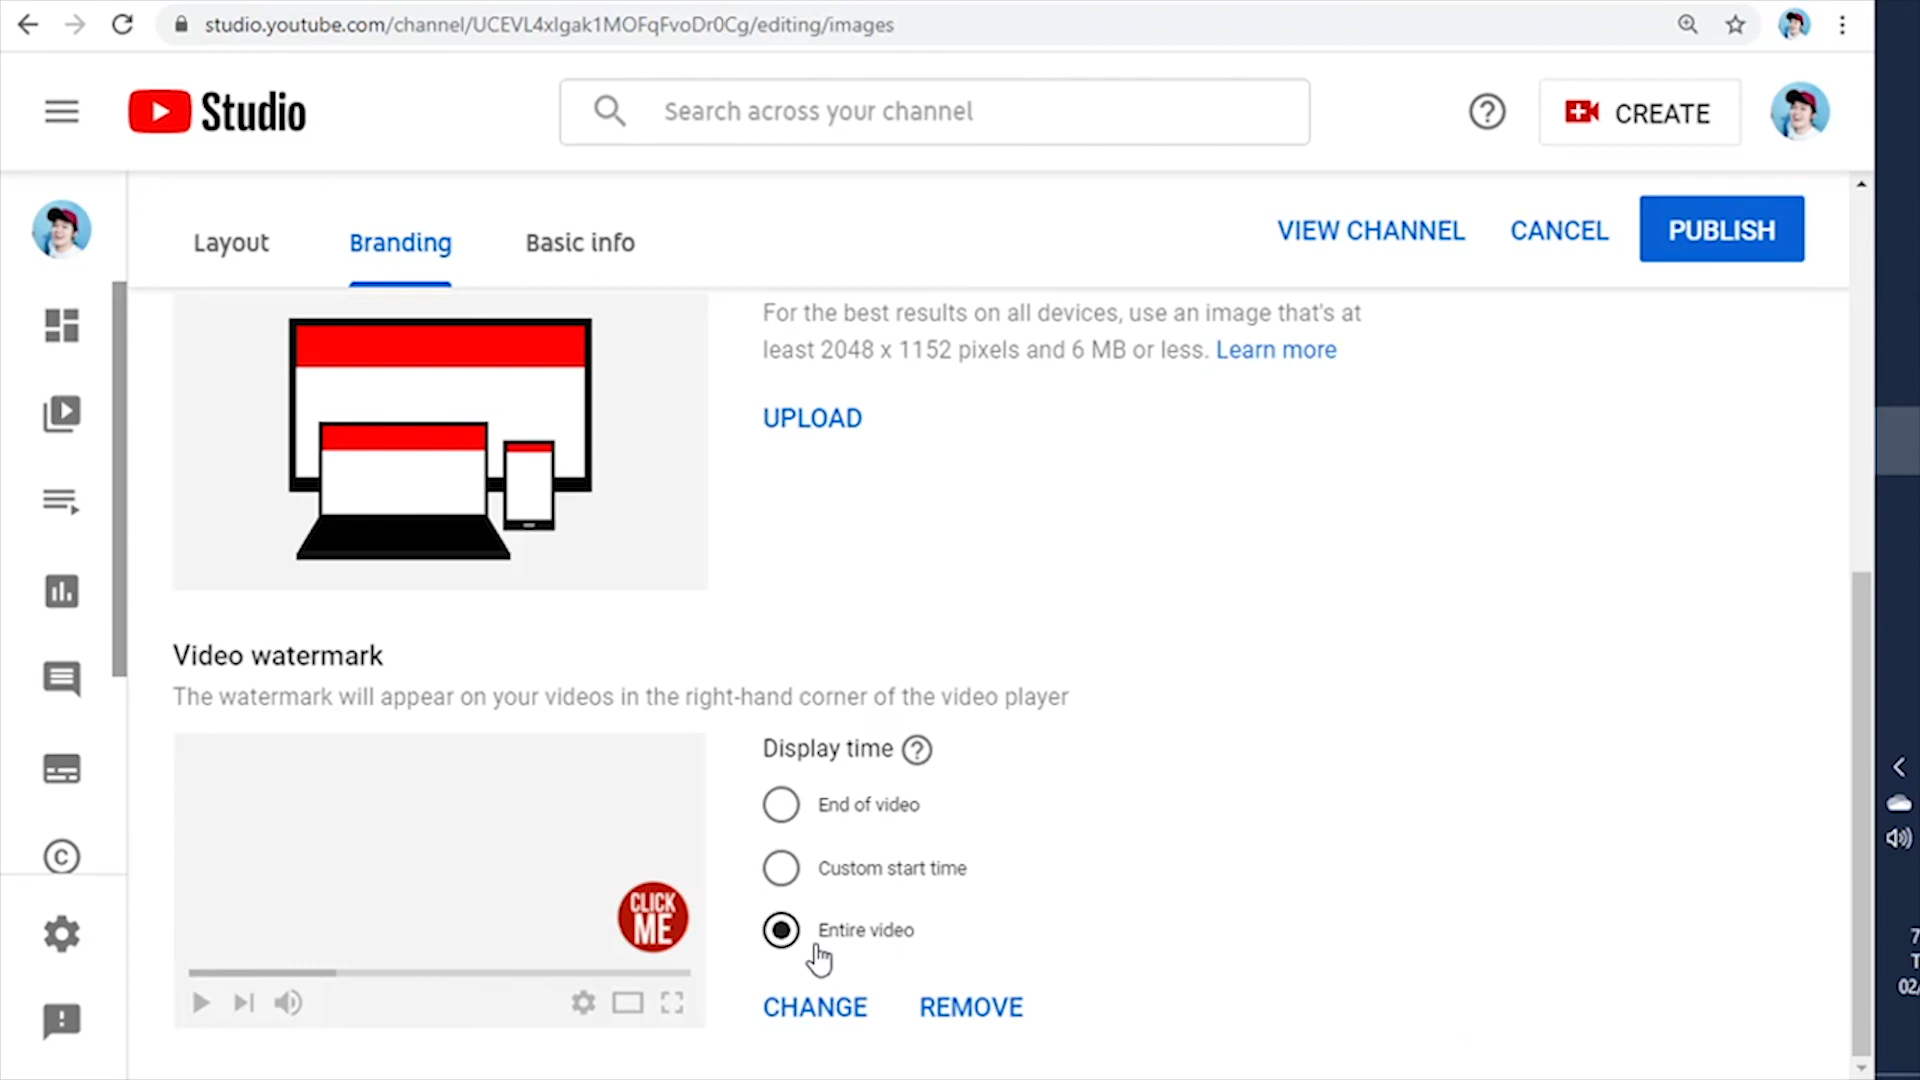 studio.youtube.com/channel/UCEVL4xlgak1MOFqFvoDr0Cg/editing/images
Studio
Search across your channel
CREATE
Layout
Branding
Basic info
VIEW CHANNEL
CANCEL
PUBLISH
For the best results on all devices, use an image that's at
least 2048 x 1152 pixels and 6 MB or less. Learn more
UPLOAD
Video watermark
The watermark will appear on your videos in the right-hand corner of the video player
Display time
End of video
Custom start time
Entire video
CLICK
ME
CHANGE
REMOVE